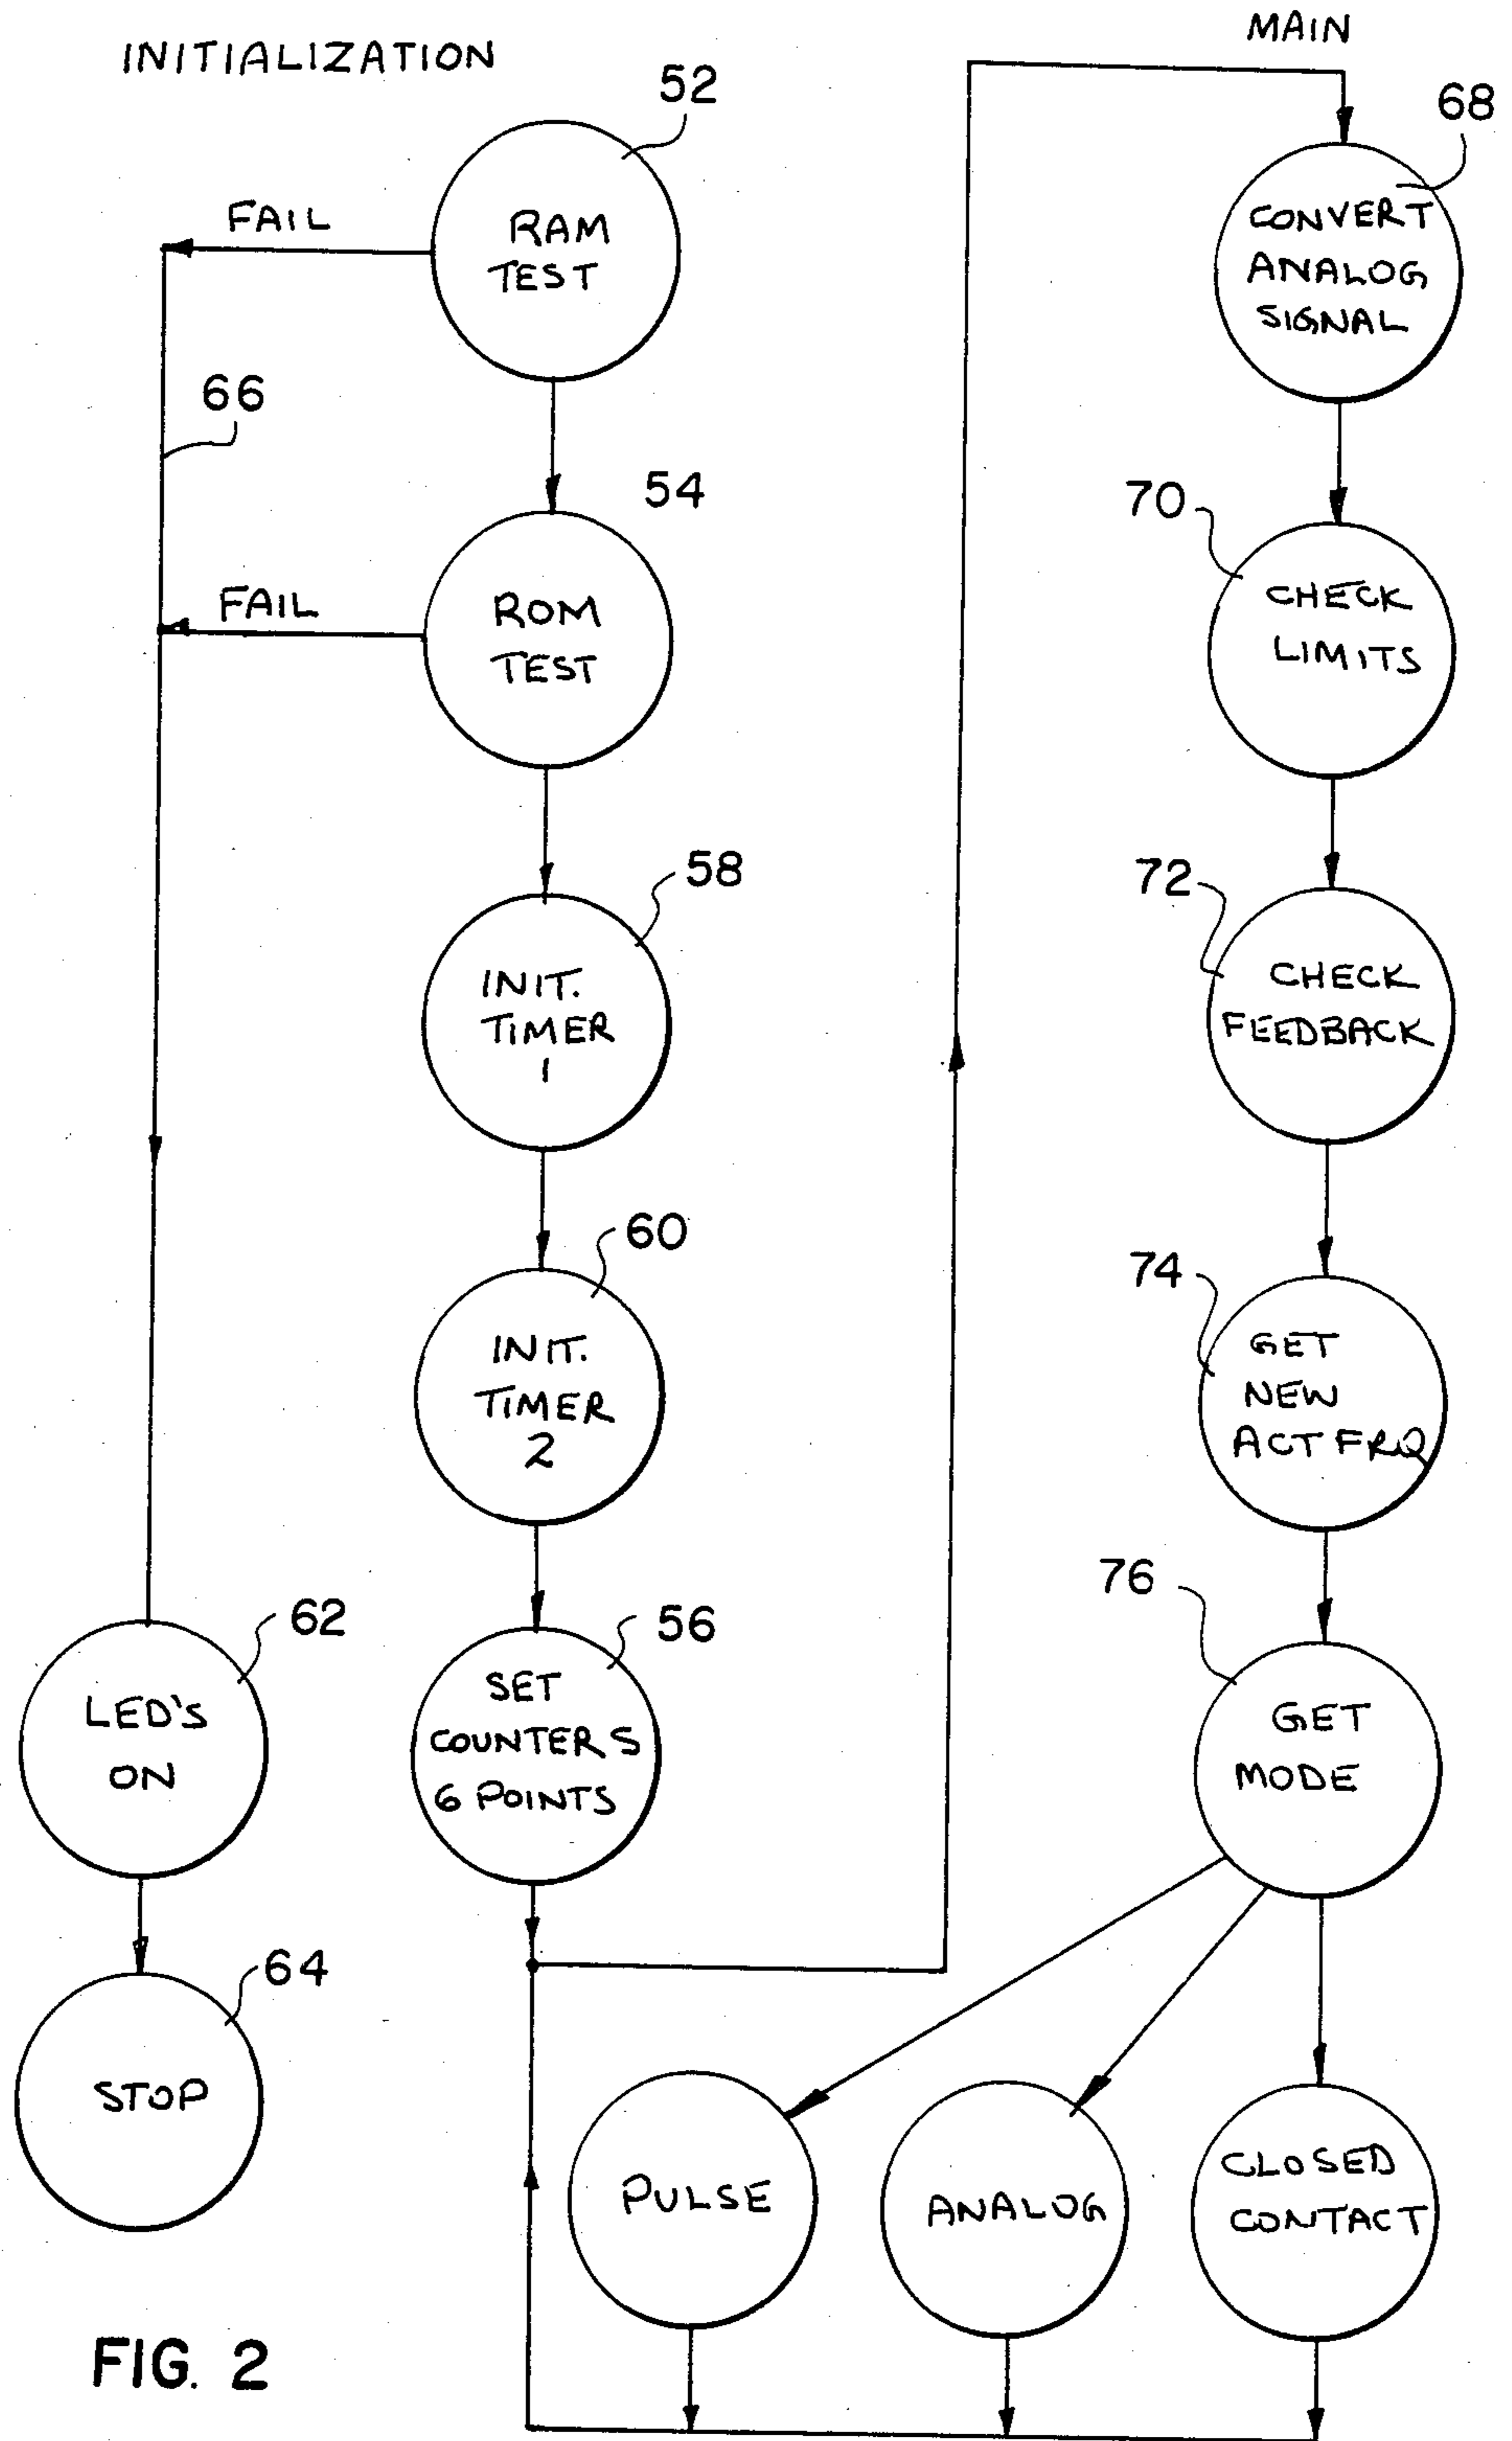 INITIALIZATION
52
RAM
TEST
FAIL
66
54
ROM
TEST
FAIL
58
INIT.
TIMER
1
60
INIT.
TIMER
2
56
SET
COUNTERS
6 POINTS
62
LED'S
ON
64
STOP
MAIN
68
CONVERT
ANALOG
SIGNAL
70
CHECK
LIMITS
72
CHECK
FEEDBACK
74
GET
NEW
ACT FRQ
76
GET
MODE
PULSE
ANALOG
CLOSED
CONTACT
FIG. 2